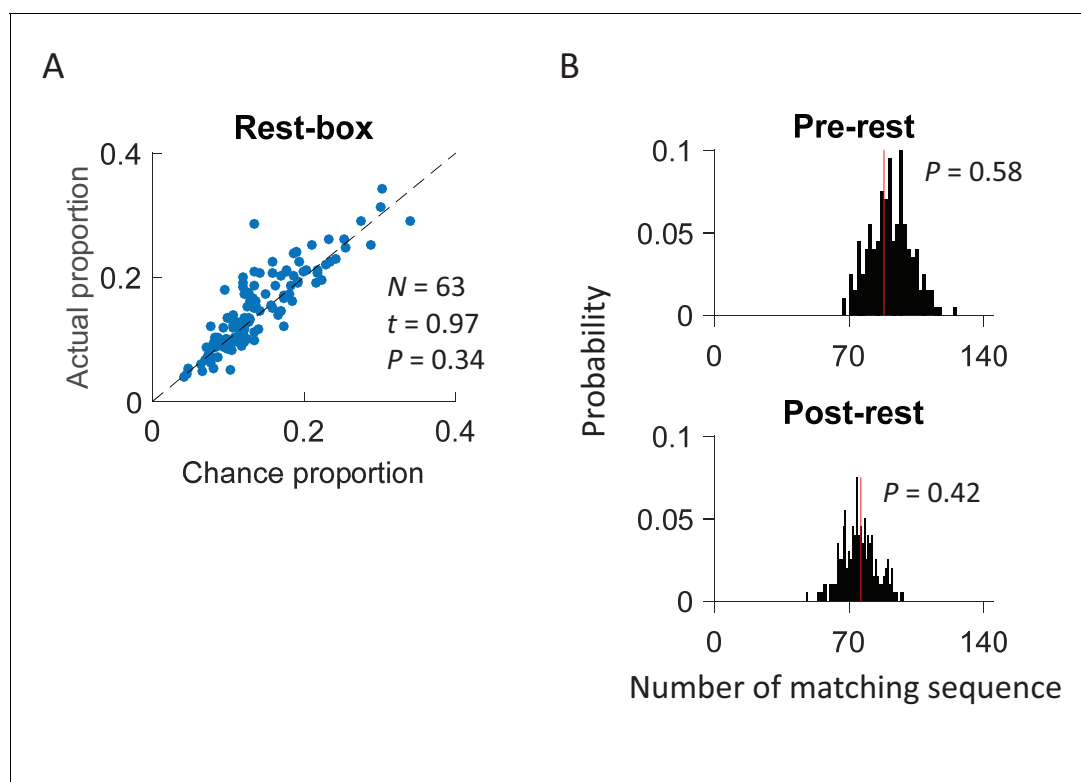 A
Rest-box
0.4
0.2
0
Actual proportion
N = 63
t = 0.97
P = 0.34
0
0.2
0.4
Chance proportion
B
Pre-rest
0.1
0.05
0
P = 0.58
0
70
140
Probability
Post-rest
0.1
0.05
0
P = 0.42
0
70
140
Number of matching sequence